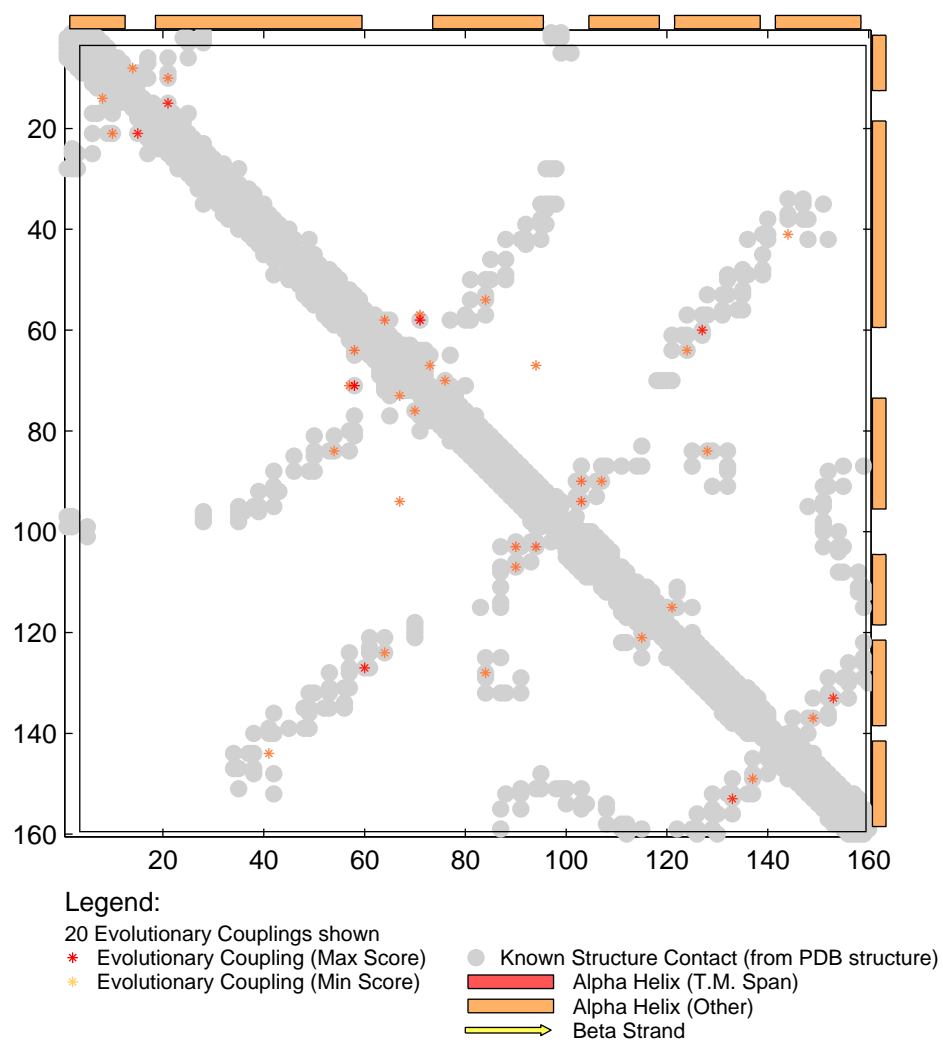 20
40
60
80
100
120
140
160
20 40 60 80 100 120 140 160
Legend:
20 Evolutionary Couplings shown
Evolutionary Coupling (Max Score)
Evolutionary Coupling (Min Score)
Known Structure Contact (from PDB structure)
Alpha Helix (T.M. Span)
Alpha Helix (Other)
Beta Strand